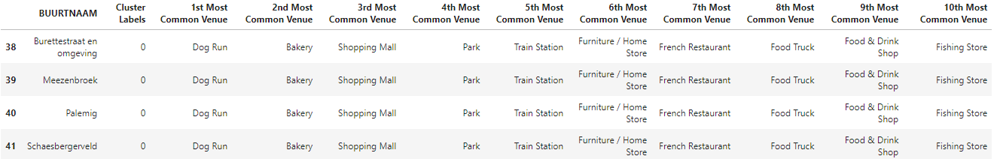 BUURTNAAM Cluster Labels 1st Most Common Venue 2nd Most Common Venue 3rd Most Common Venue 4th Most Common Venue 5th Most Common Venue 6th Most Common Venue 7th Most Common Venue 8th Most Common Venue 9th Most Common Venue 10th Most Common Venue
38 Burettestraat en omgeving 0 Dog Run Bakery Shopping Mall Park Train Station Furniture / Home Store French Restaurant Food Truck Food & Drink Shop Fishing Store
39 Meezenbroek 0 Dog Run Bakery Shopping Mall Park Train Station Furniture / Home Store French Restaurant Food Truck Food & Drink Shop Fishing Store
40 Palemig 0 Dog Run Bakery Shopping Mall Park Train Station Furniture / Home Store French Restaurant Food Truck Food & Drink Shop Fishing Store
41 Schaesbergerveld 0 Dog Run Bakery Shopping Mall Park Train Station Furniture / Home Store French Restaurant Food Truck Food & Drink Shop Fishing Store